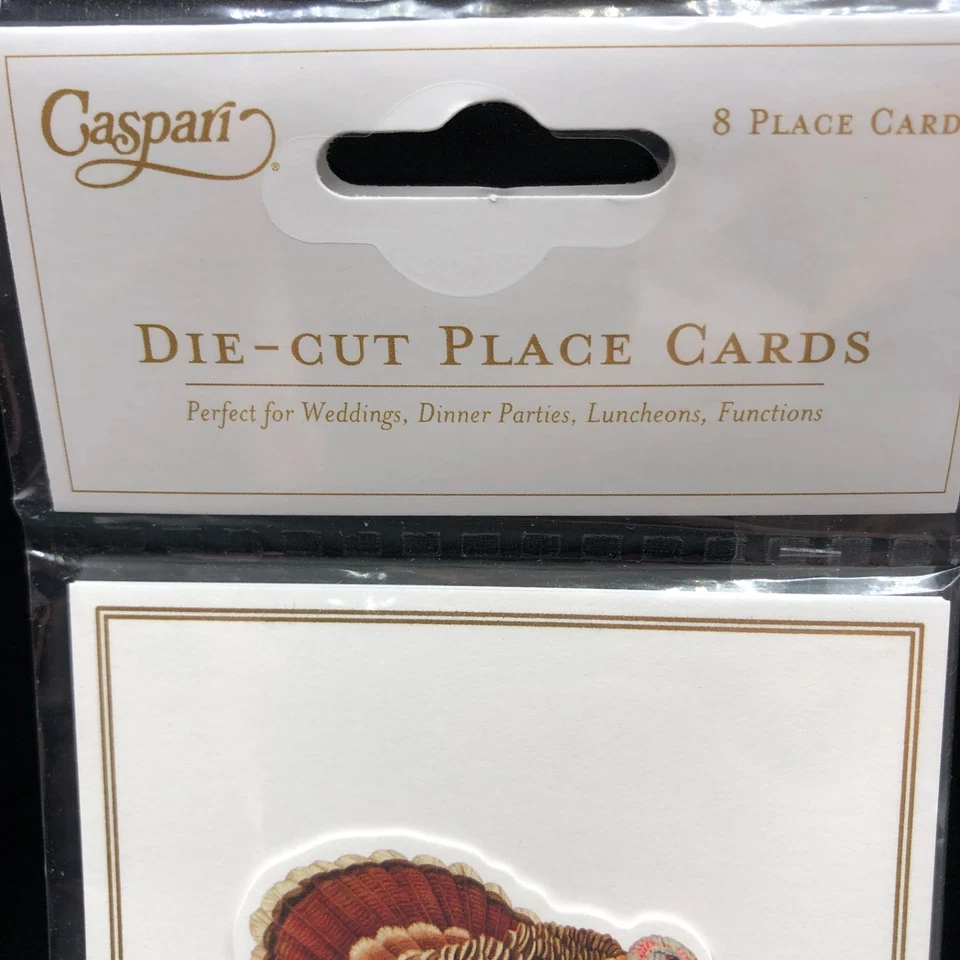 Caspari®
8 PLACE CARD
DIE-CUT PLACE CARDS
Perfect for Weddings, Dinner Parties, Luncheons, Functions